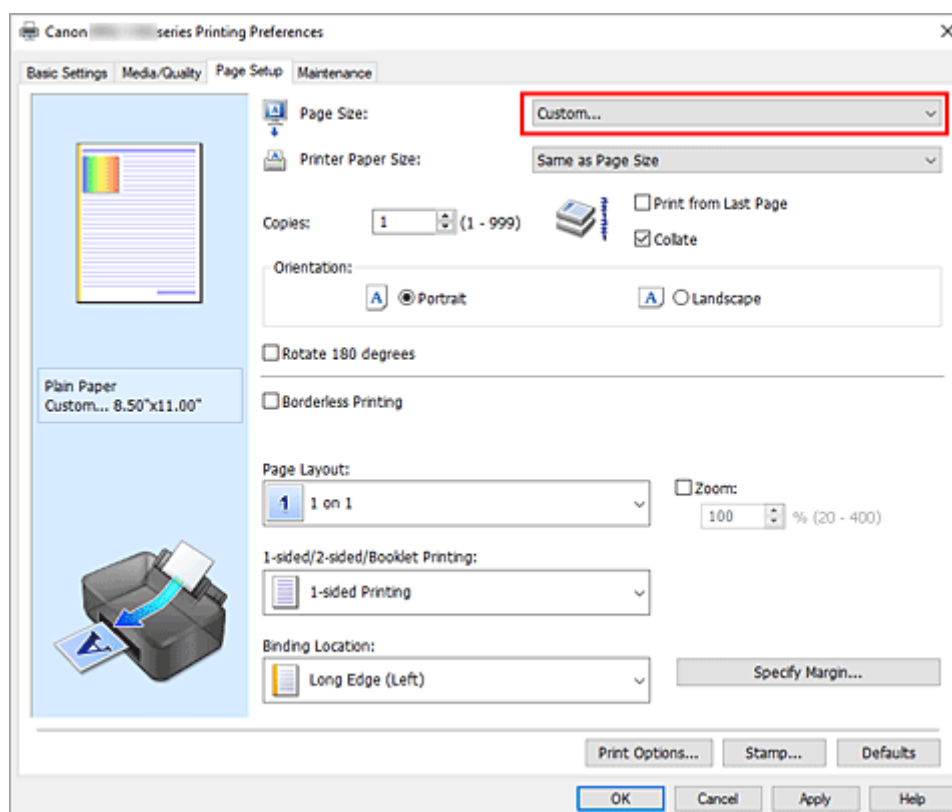 Canon series Printing Preferences
Basic Settings Media/Quality Page Setup Maintenance
Page Size: Custom...
Printer Paper Size: Same as Page Size
Copies: 1 (1 - 999)
Print from Last Page
Collate
Orientation:
A Portrait A Landscape
Rotate 180 degrees
Plain Paper
Custom... 8.50"x11.00"
Borderless Printing
Page Layout:
1 1 on 1
Zoom:
100 % (20 - 400)
1-sided/2-sided/Booklet Printing:
1-sided Printing
Binding Location:
Long Edge (Left)
Specify Margin...
A
Print Options... Stamp... Defaults
OK Cancel Apply Help